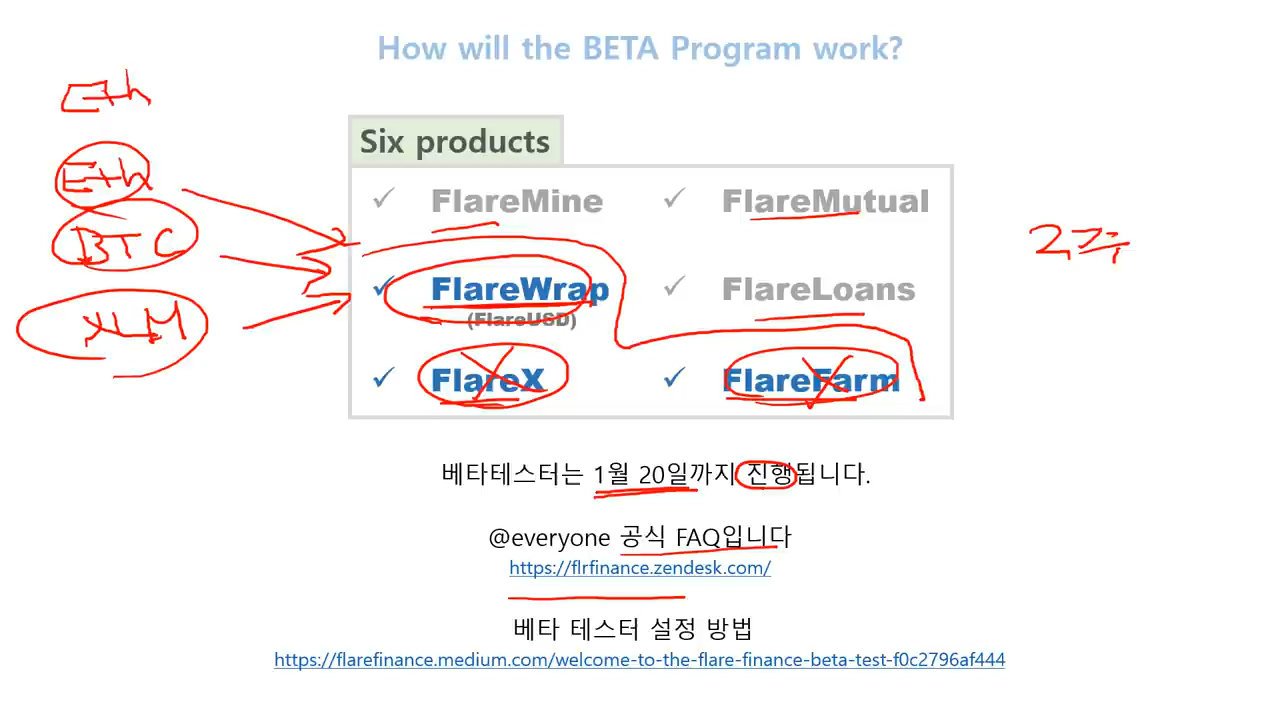 How will the BETA Program work?
Eth
Six products
Eth
FlareMine FlareMutual
BTC
2주
FlareWrap FlareLoans
(FlareUSD)
XLM
FlareX FlareFarm
베타테스터는 1월 20일까지 진행됩니다.
@everyone 공식 FAQ입니다
https://flrfinance.zendesk.com/
베타 테스터 설정 방법
https://flarefinance.medium.com/welcome-to-the-flare-finance-beta-test-f0c2796af444